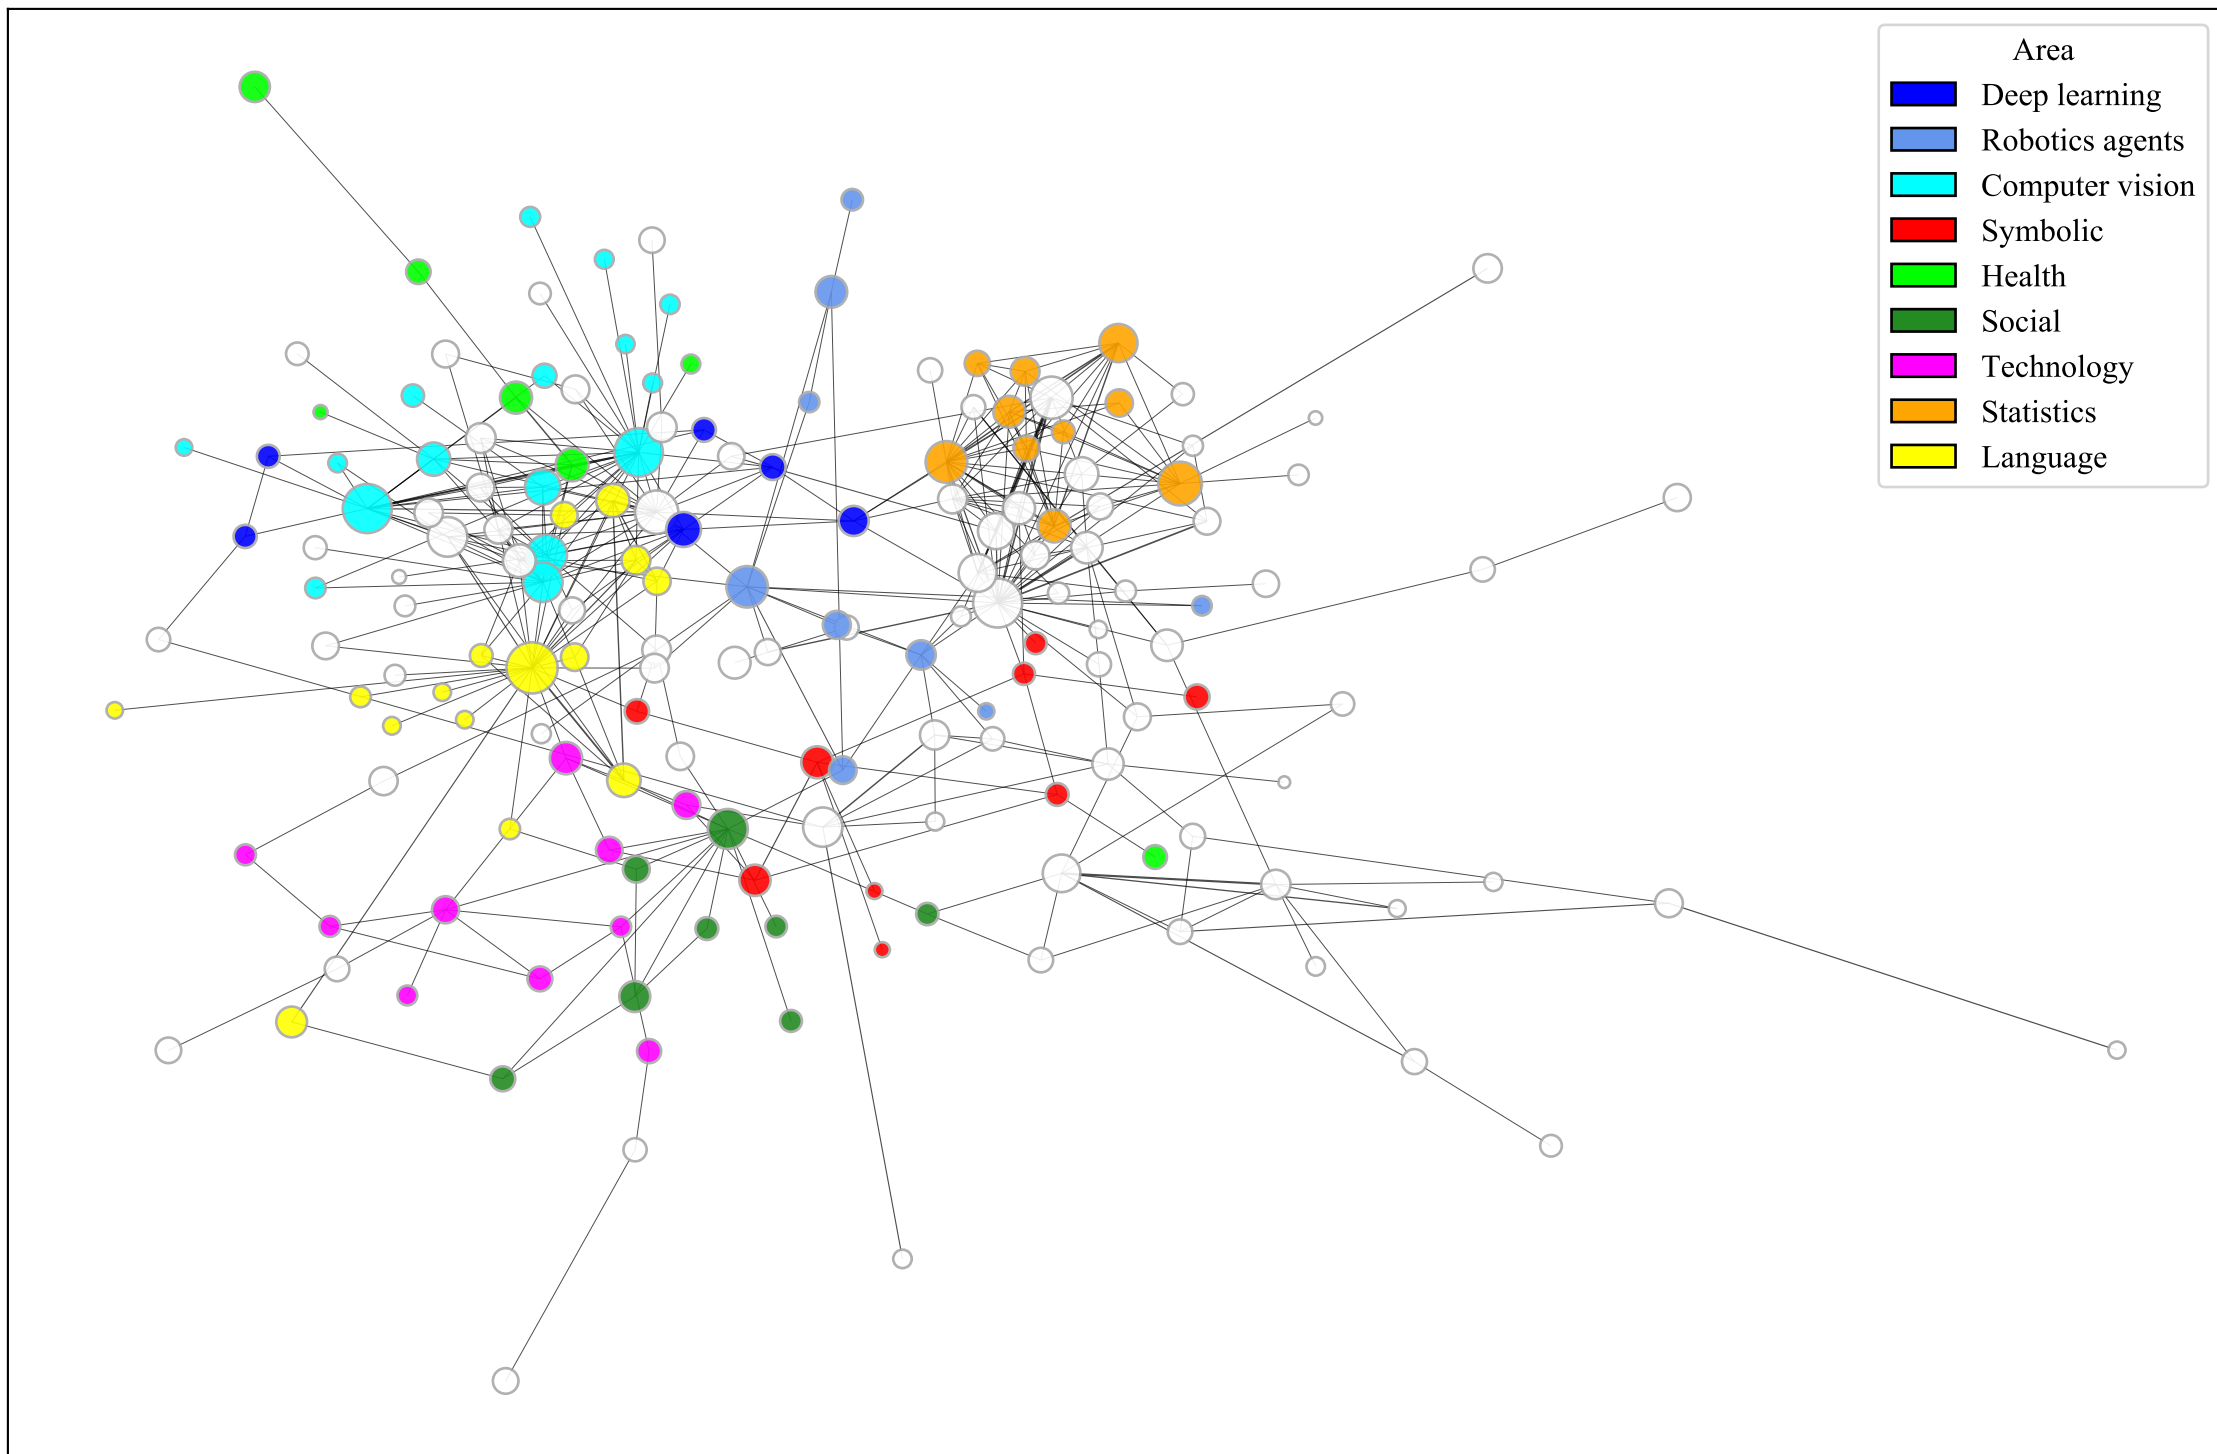 Area
Deep learning
Robotics agents
Computer vision
Symbolic
Health
Social
Technology
Statistics
Language